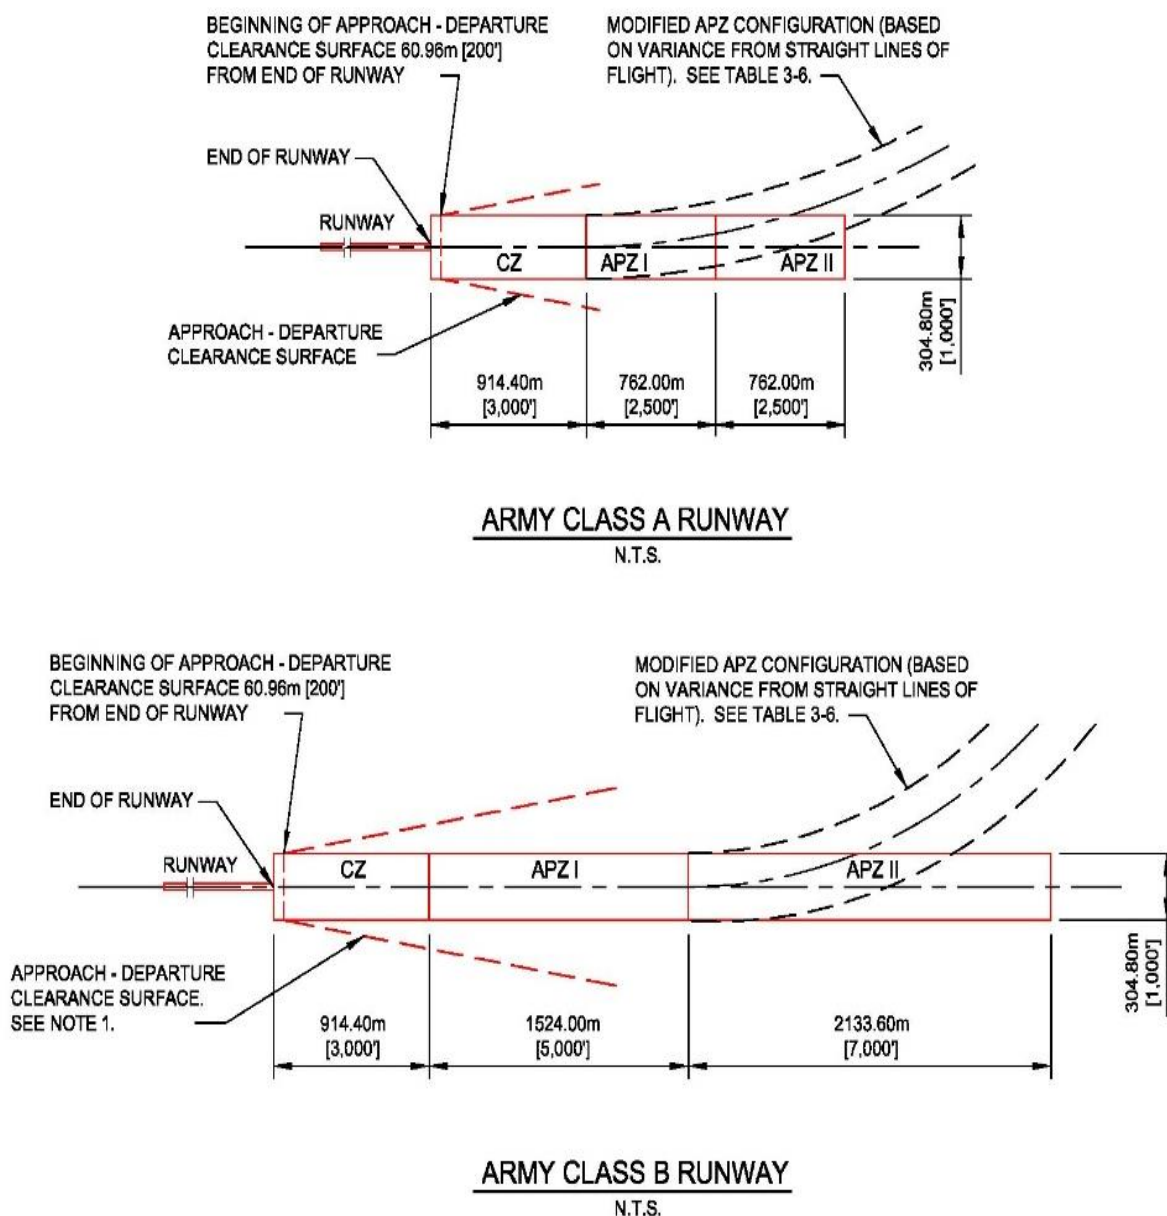 BEGINNING OF APPROACH - DEPARTURE
CLEARANCE SURFACE 60.96m [200']
FROM END OF RUNWAY
MODIFIED APZ CONFIGURATION (BASED
ON VARIANCE FROM STRAIGHT LINES OF
FLIGHT). SEE TABLE 3-6.
END OF RUNWAY
RUNWAY
CZ
APZ I
APZ II
APPROACH - DEPARTURE
CLEARANCE SURFACE
304.80m
[1,000']
914.40m
[3,000']
762.00m
[2,500']
762.00m
[2,500']
ARMY CLASS A RUNWAY
N.T.S.
BEGINNING OF APPROACH - DEPARTURE
CLEARANCE SURFACE 60.96m [200']
FROM END OF RUNWAY
MODIFIED APZ CONFIGURATION (BASED
ON VARIANCE FROM STRAIGHT LINES OF
FLIGHT). SEE TABLE 3-6.
END OF RUNWAY
RUNWAY
CZ
APZ I
APZ II
APPROACH - DEPARTURE
CLEARANCE SURFACE.
SEE NOTE 1.
304.80m
[1,000']
914.40m
[3,000']
1524.00m
[5,000']
2133.60m
[7,000']
ARMY CLASS B RUNWAY
N.T.S.